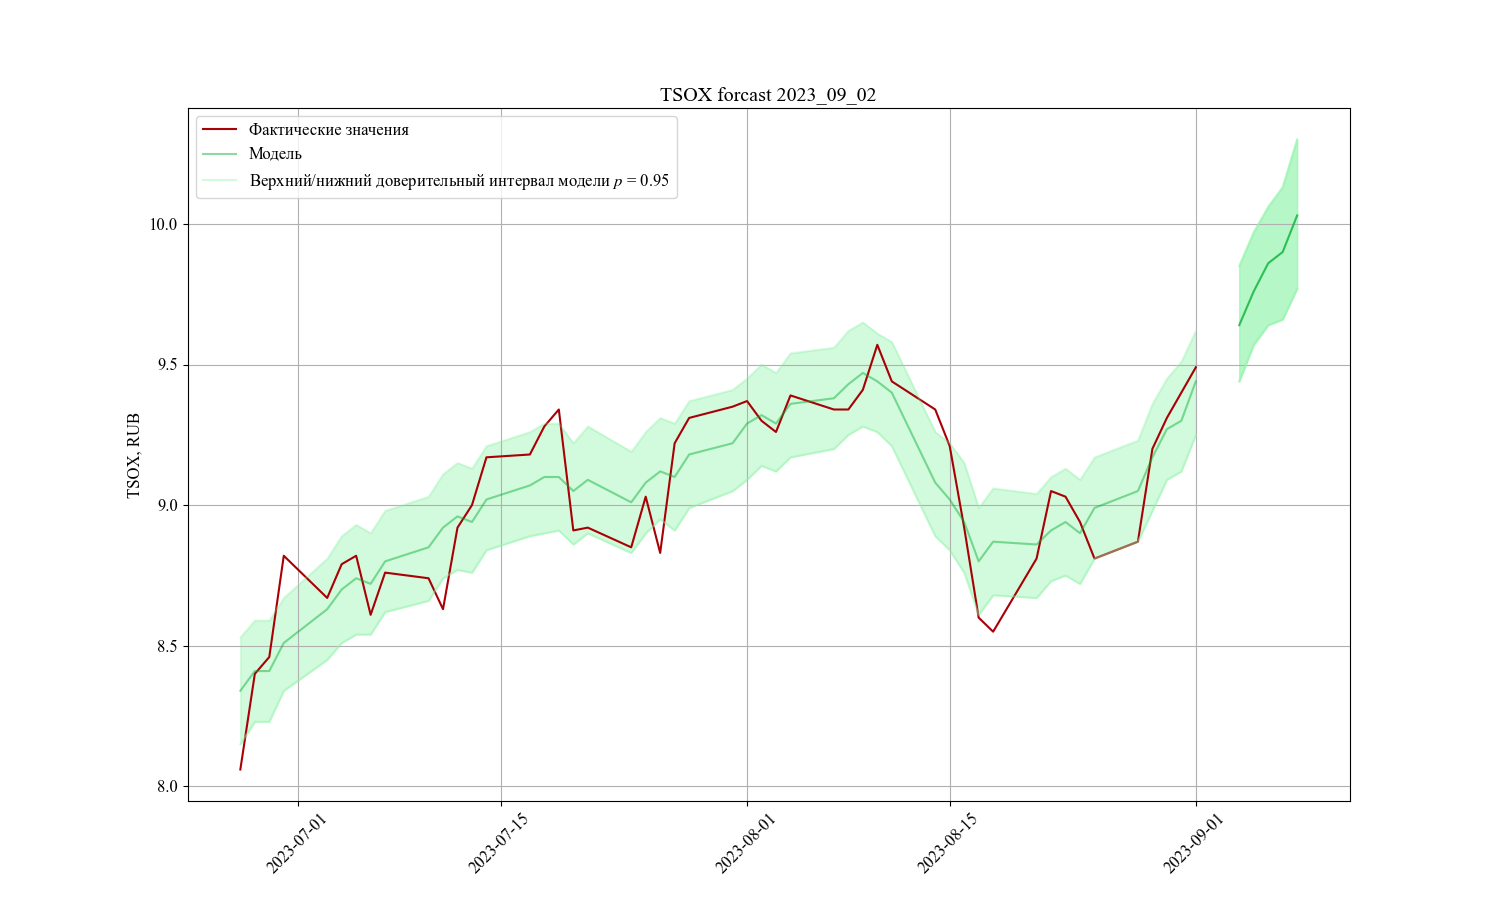 TSOX forcast 2023_09_02
Фактические значения
Модель
Верхний/нижний доверительный интервал модели p = 0.95
TSOX, RUB
10.0
9.5
9.0
8.5
8.0
2023-07-01
2023-07-15
2023-08-01
2023-08-15
2023-09-01